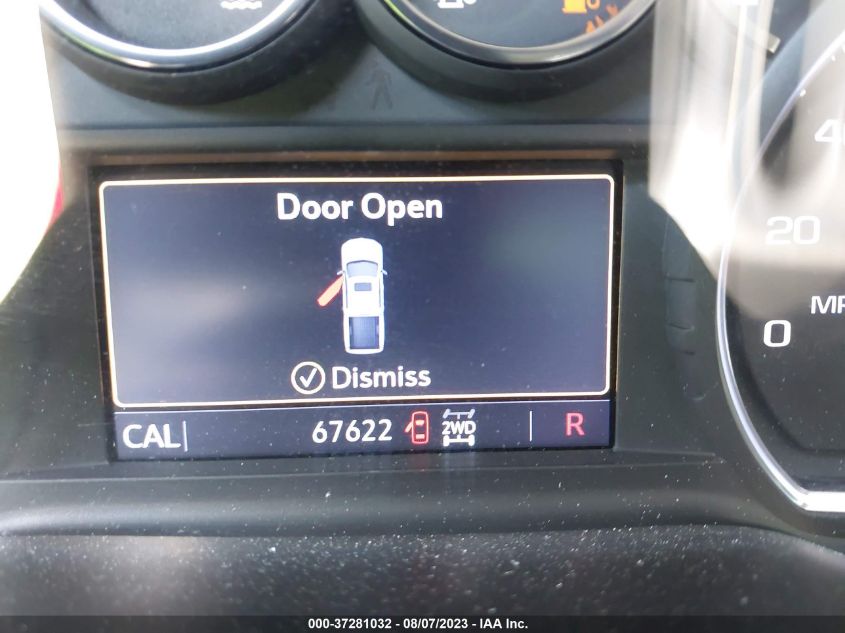 Door Open
Dismiss
CAL
67622
2WD
R
20
0
000-37281032 - 08/07/2023 - IAA Inc.